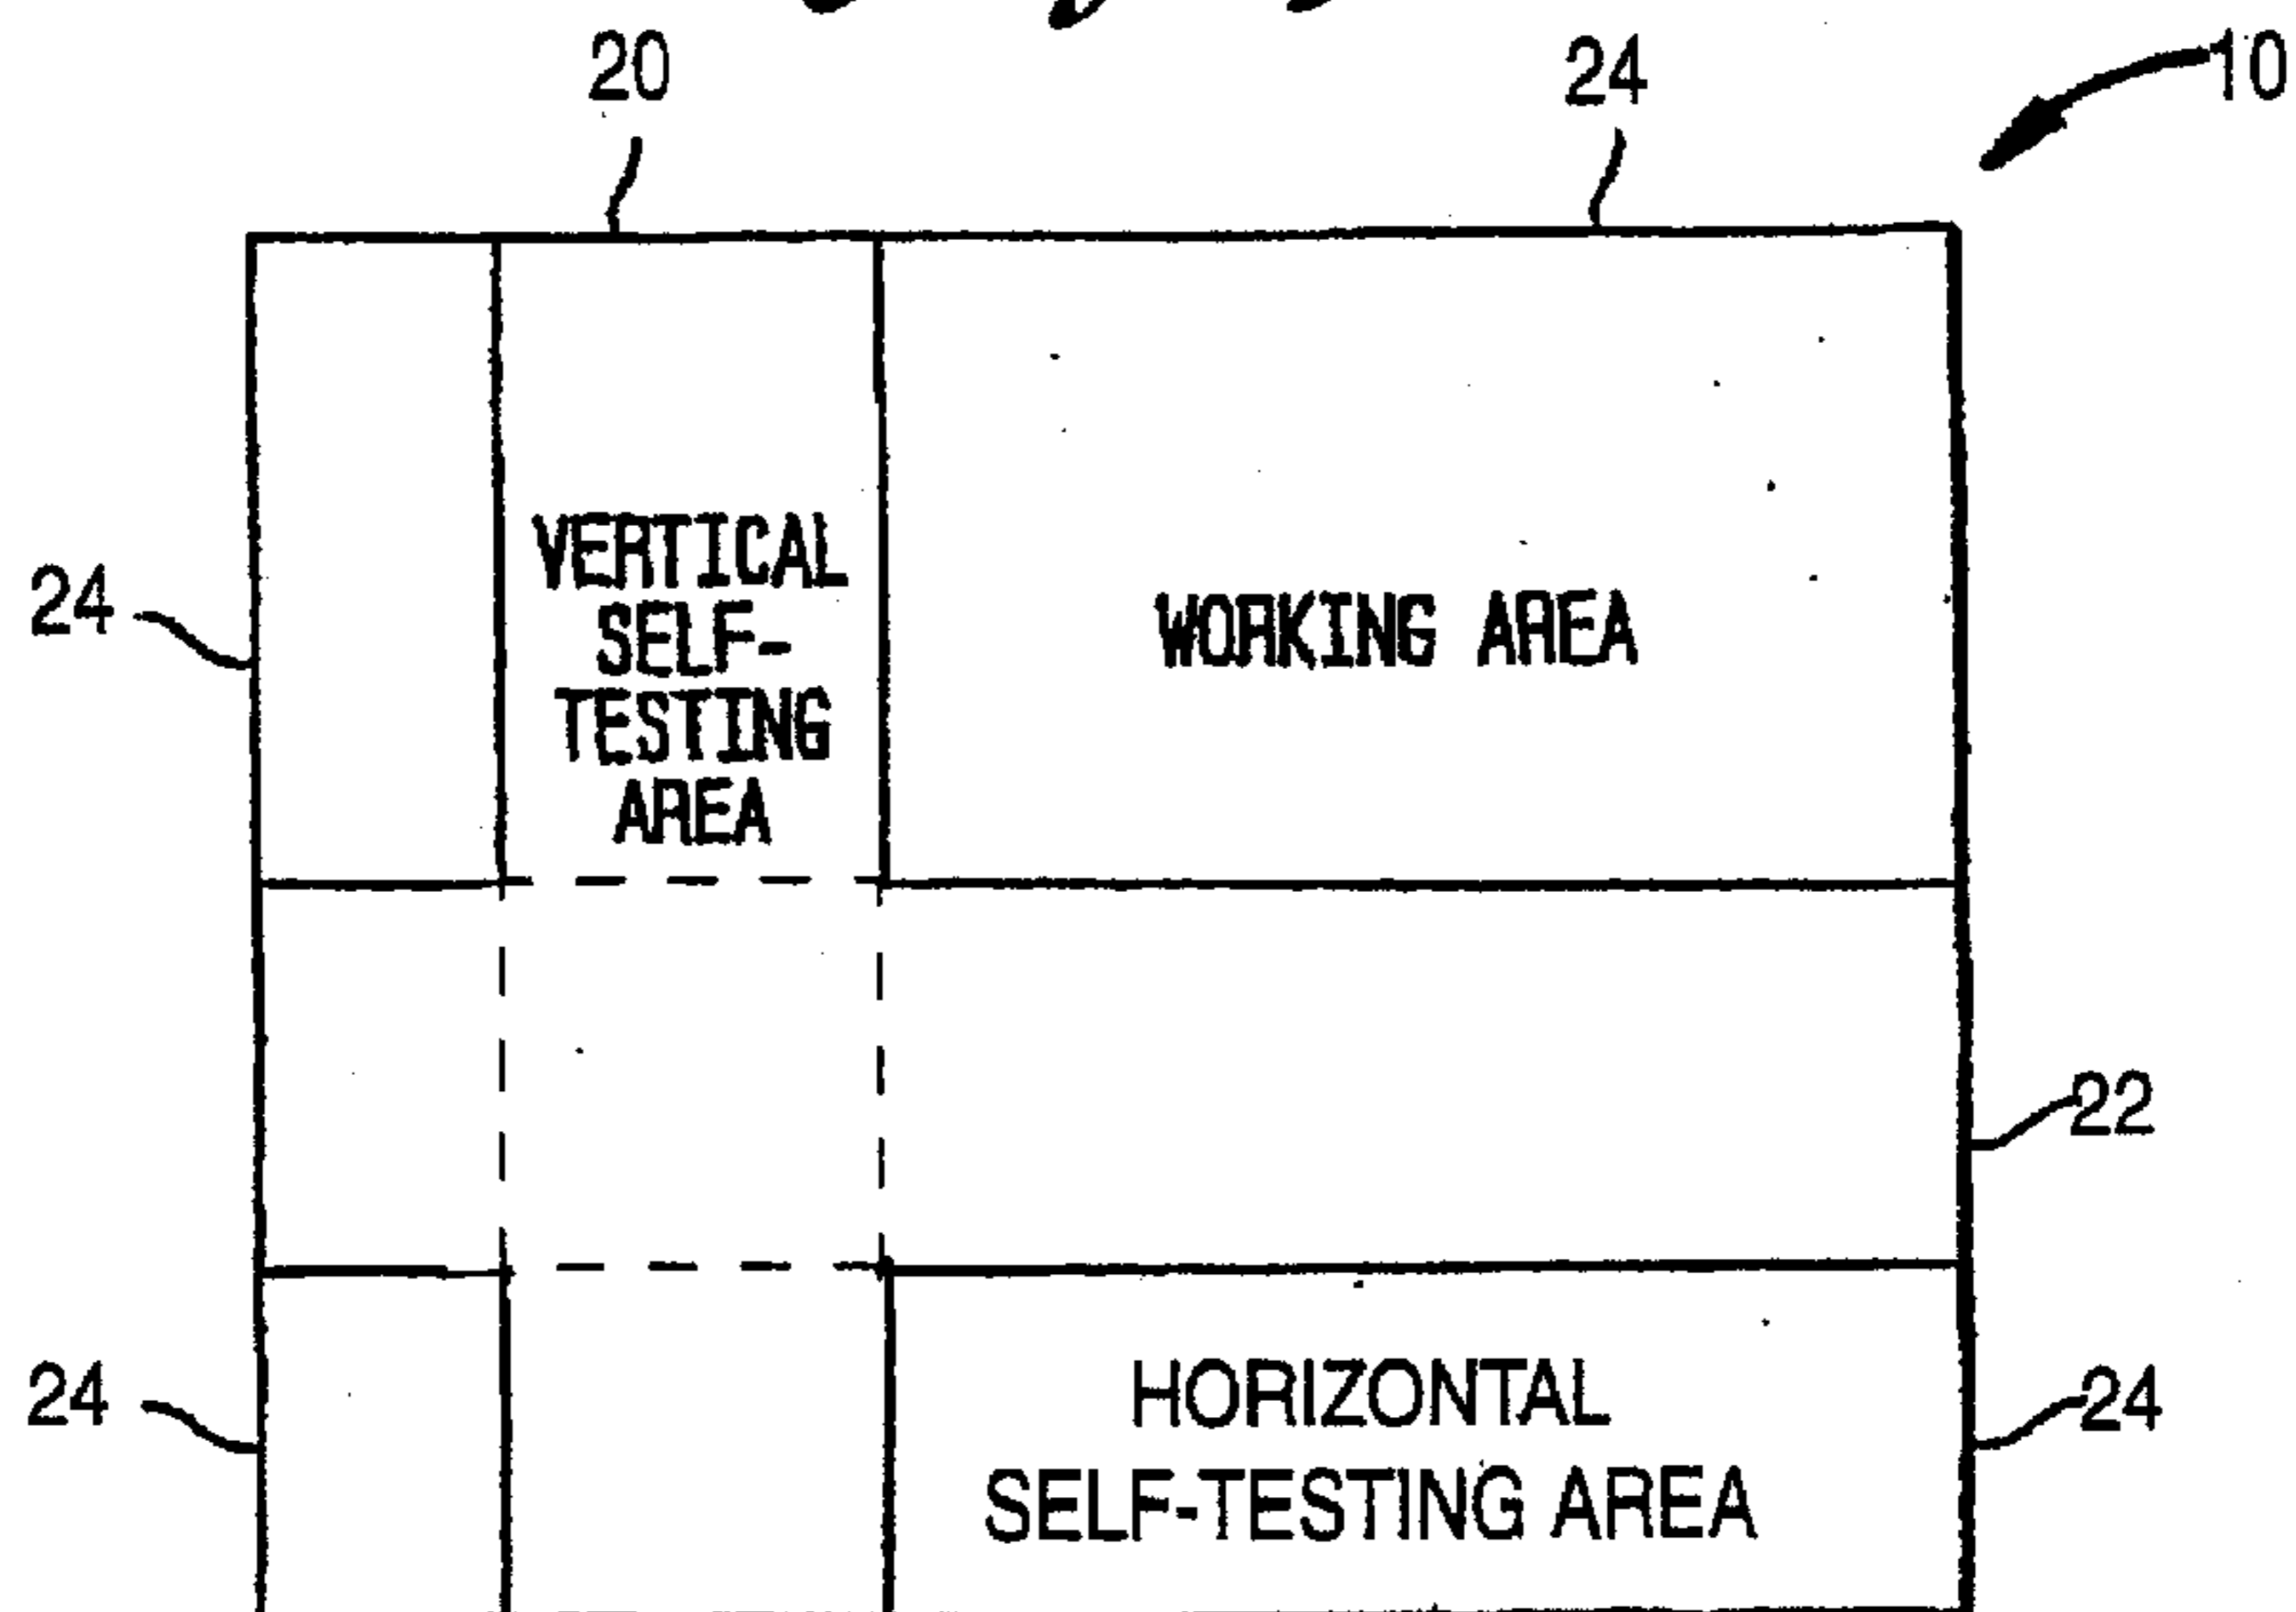 20
24
10
VERTICAL
SELF-
TESTING
AREA
WORKING AREA
24
22
24
24
HORIZONTAL
SELF-TESTING AREA